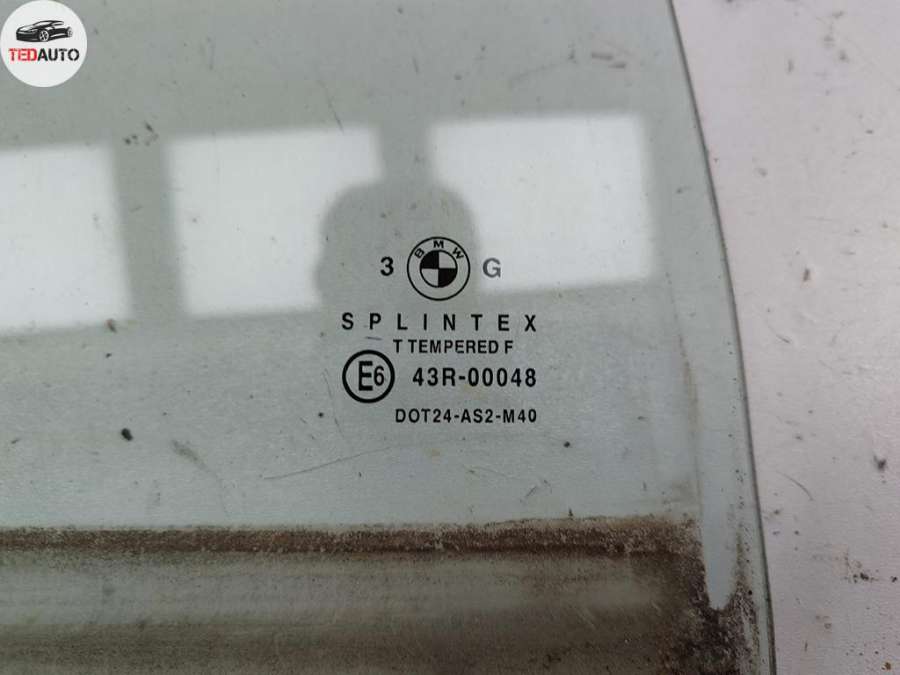 TEDAUTO
BMW
3 G
SPLINTEX
T TEMPERED F
E6 43R-00048
DOT24-AS2-M40